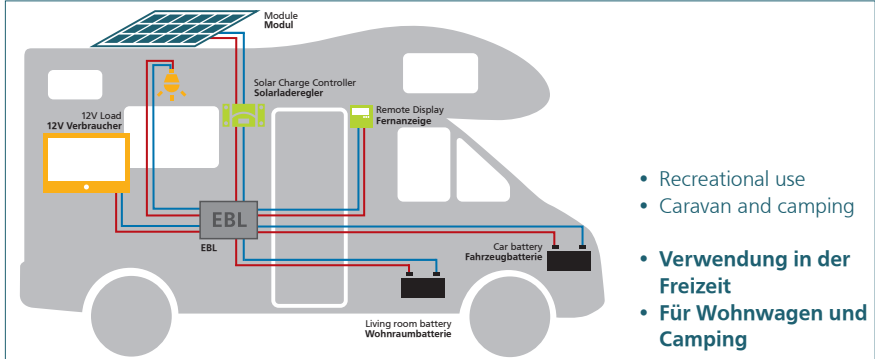 Module
Modul
Solar Charge Controller
Solarladeregler
Remote Display
Fernanzeige
12V Load
12V Verbraucher
EBL
EBL
Car battery
Fahrzeugbatterie
Living room battery
Wohnraumbatterie
• Recreational use
• Caravan and camping
• Verwendung in der
Freizeit
• Für Wohnwagen und
Camping